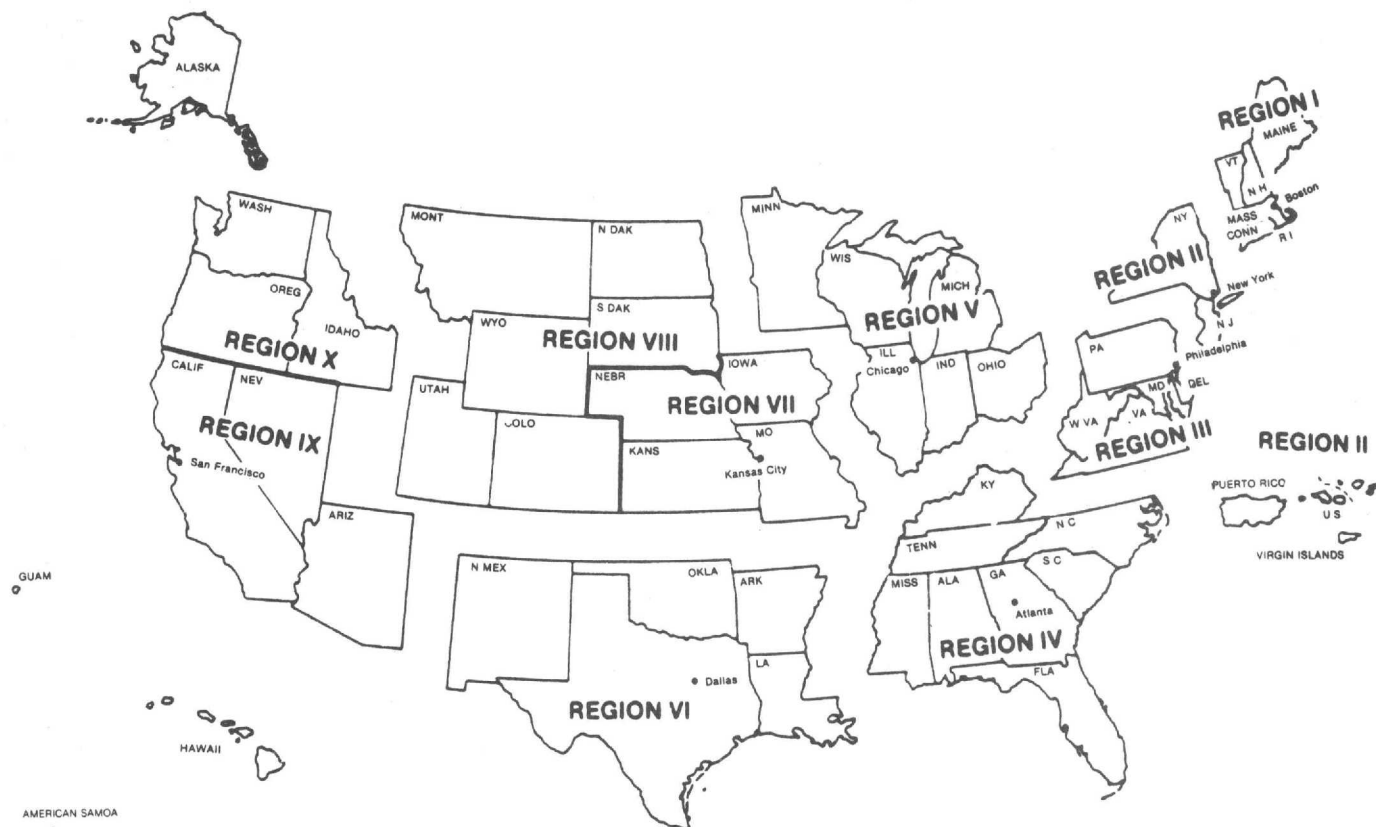 ALASKA
REGION I
MAINE
VT
N H
Boston
MASS
CONN
R I
WASH
MONT
N DAK
MINN
NY
REGION II
New York
N J
OREG
IDAHO
REGION X
WYO
S DAK
REGION VIII
WIS
MICH
REGION V
PA
Philadelphia
CALIF
NEV
UTAH
NEBR
IOWA
ILL
Chicago
IND
OHIO
MD
DEL
REGION IX
San Francisco
COLO
REGION VII
KANS
MO
Kansas City
W VA
VA
REGION III
REGION II
PUERTO RICO
U S
VIRGIN ISLANDS
KY
ARIZ
TENN
N C
S C
GUAM
N MEX
OKLA
ARK
MISS
ALA
GA
Atlanta
REGION IV
FLA
LA
Dallas
REGION VI
HAWAII
AMERICAN SAMOA